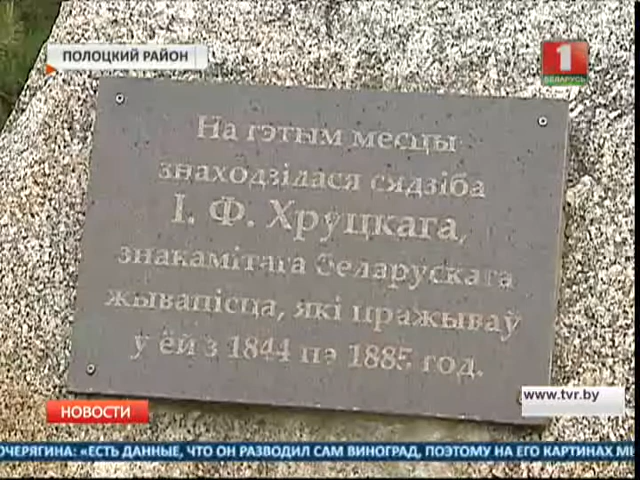 ПОЛОЦКИЙ РАЙОН
1
БЕЛАРУСЬ
На гэтым месцы
знаходзілася сядзіба
І. Ф. Хруцкага,
знакамітага беларускага
жывапісца, які пражываў
ў ёй з 1844 па 1885 год.
www.tvr.by
НОВОСТИ
ОЧЕРЯГИНА: «ЕСТЬ ДАННЫЕ, ЧТО ОН РАЗВОДИЛ САМ ВИНОГРАД, ПОЭТОМУ НА ЕГО КАРТИНАХ